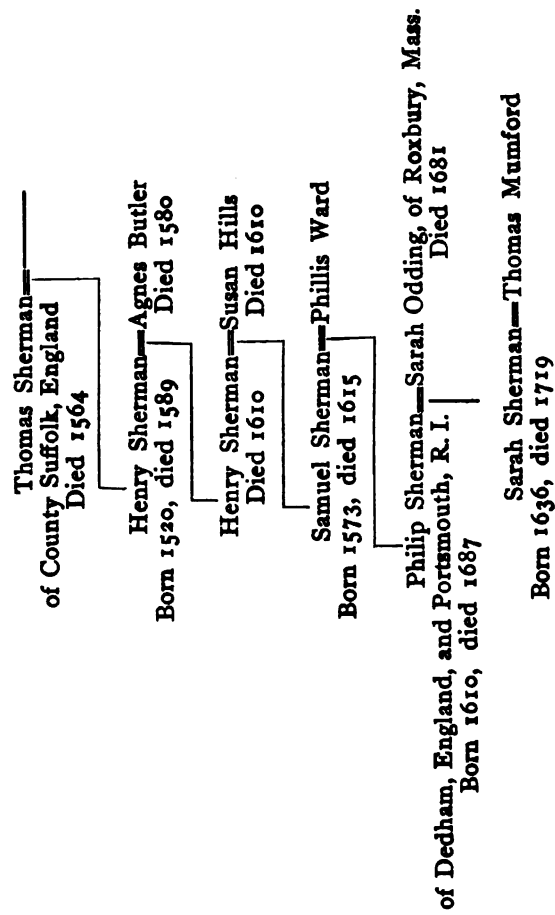 Thomas Sherman=
of County Suffolk, England
Died 1564
Henry Sherman=Agnes Butler
Born 1520, died 1589 Died 1580
Henry Sherman=Susan Hills
Died 1610 Died 1610
Samuel Sherman=Phillis Ward
Born 1573, died 1615
Philip Sherman=Sarah Odding, of Roxbury, Mass.
of Dedham, England, and Portsmouth, R. I. Died 1681
Born 1610, died 1687
Sarah Sherman=Thomas Mumford
Born 1636, died 1719